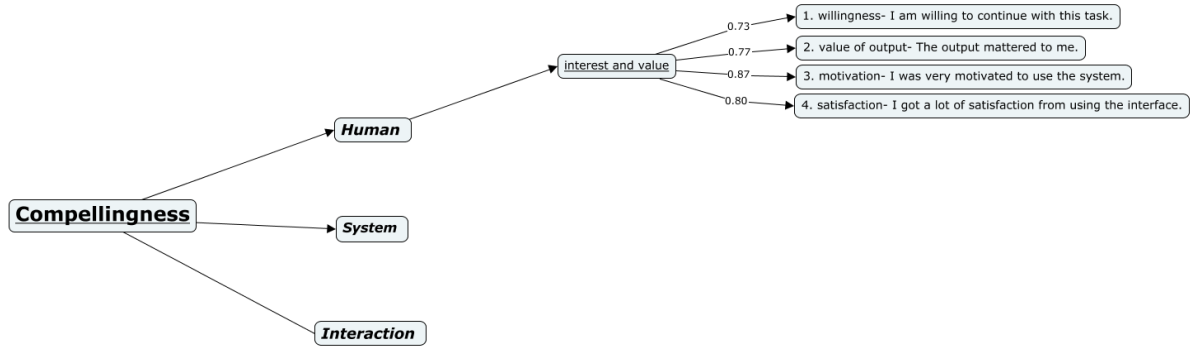 0.73
1. willingness- I am willing to continue with this task.
0.77
2. value of output- The output mattered to me.
interest and value
0.87
3. motivation- I was very motivated to use the system.
0.80
4. satisfaction- I got a lot of satisfaction from using the interface.
Human
Compellingness
System
Interaction